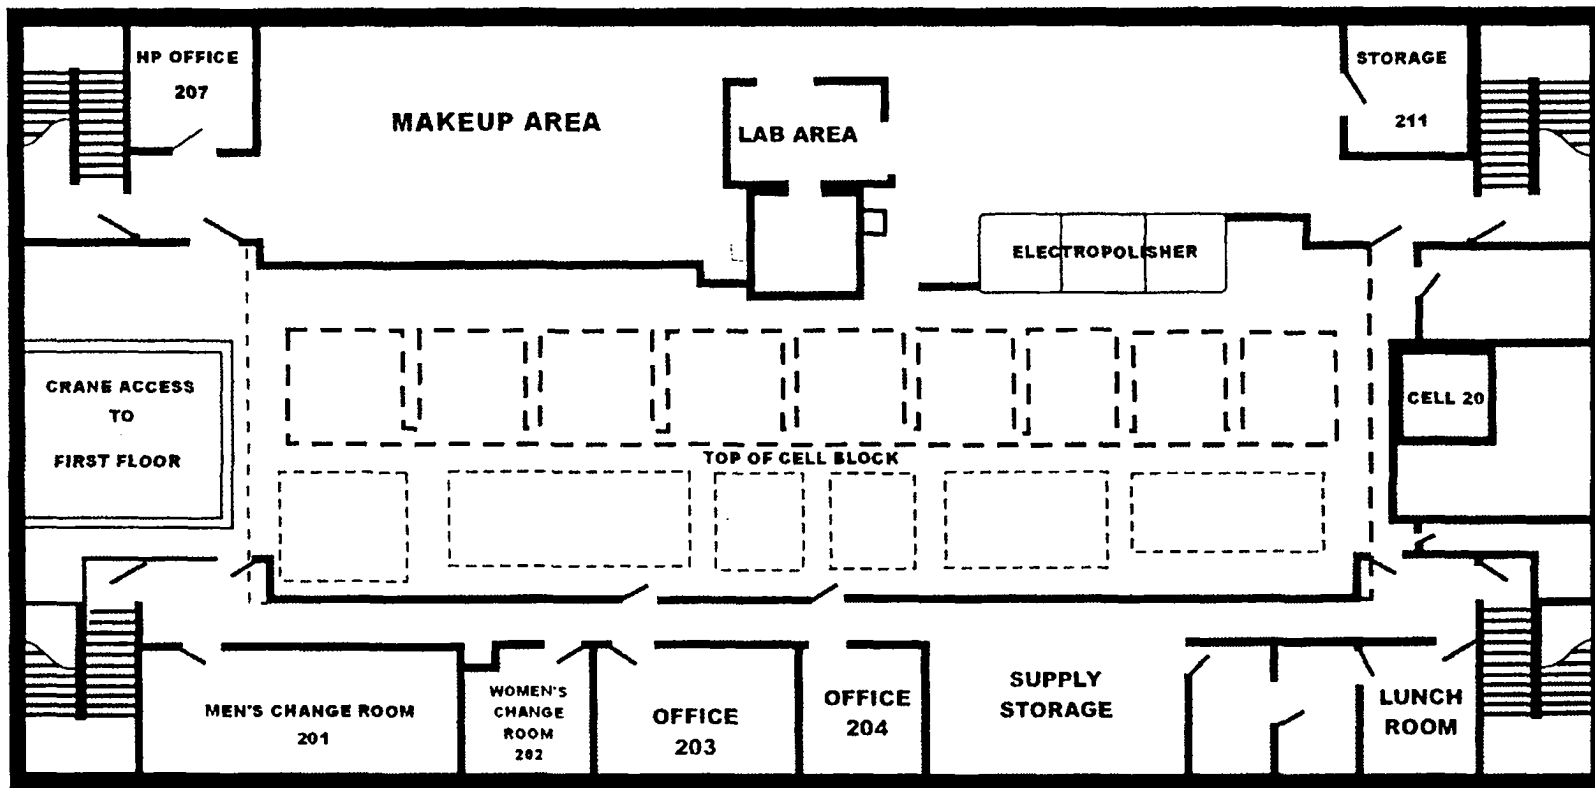 HP OFFICE
207
MAKEUP AREA
LAB AREA
STORAGE
211
ELECTROPOLISHER
CRANE ACCESS
TO
FIRST FLOOR
CELL 20
TOP OF CELL BLOCK
MEN'S CHANGE ROOM
201
WOMEN'S
CHANGE
ROOM
202
OFFICE
203
OFFICE
204
SUPPLY
STORAGE
LUNCH
ROOM